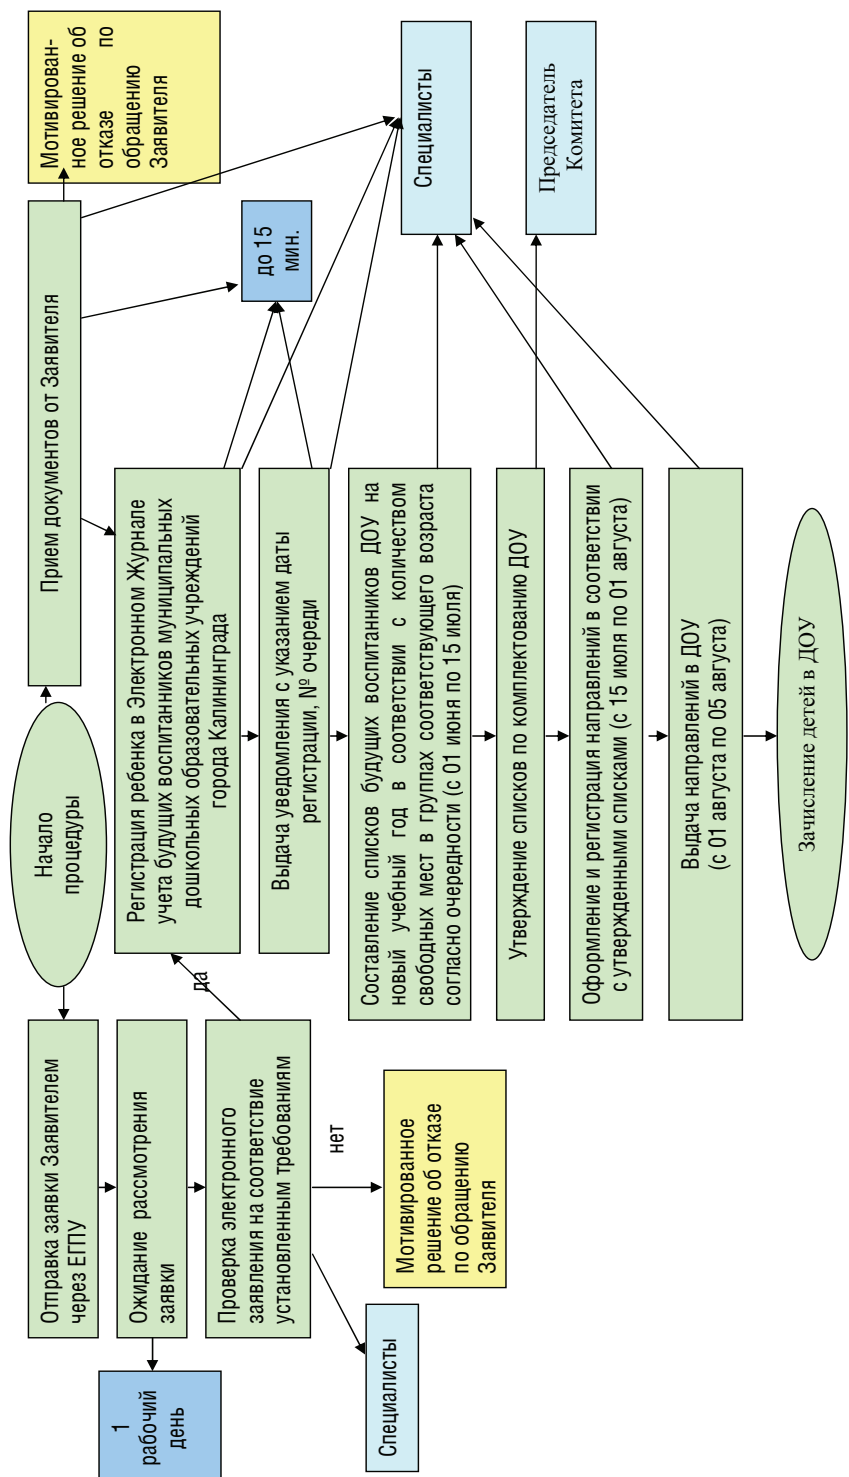 Начало
процедуры
Отправка заявки Заявителем
через ЕГПУ
Ожидание рассмотрения
заявки
1
рабочий
день
Проверка электронного
заявления на соответствие
установленным требованиям
да
нет
Специалисты
Мотивированное
решение об отказе
по обращению
Заявителя
Прием документов от Заявителя
Мотивирован-
ное решение об
отказе по
обращению
Заявителя
Регистрация ребенка в Электронном Журнале
учета будущих воспитанников муниципальных
дошкольных образовательных учреждений
города Калининграда
до 15
мин.
Выдача уведомления с указанием даты
регистрации, № очереди
Специалисты
Составление списков будущих воспитанников ДОУ на
новый учебный год в соответствии с количеством
свободных мест в группах соответствующего возраста
согласно очередности (с 01 июня по 15 июля)
Утверждение списков по комплектованию ДОУ
Председатель
Комитета
Оформление и регистрация направлений в соответствии
с утвержденными списками (с 15 июля по 01 августа)
Выдача направлений в ДОУ
(с 01 августа по 05 августа)
Зачисление детей в ДОУ